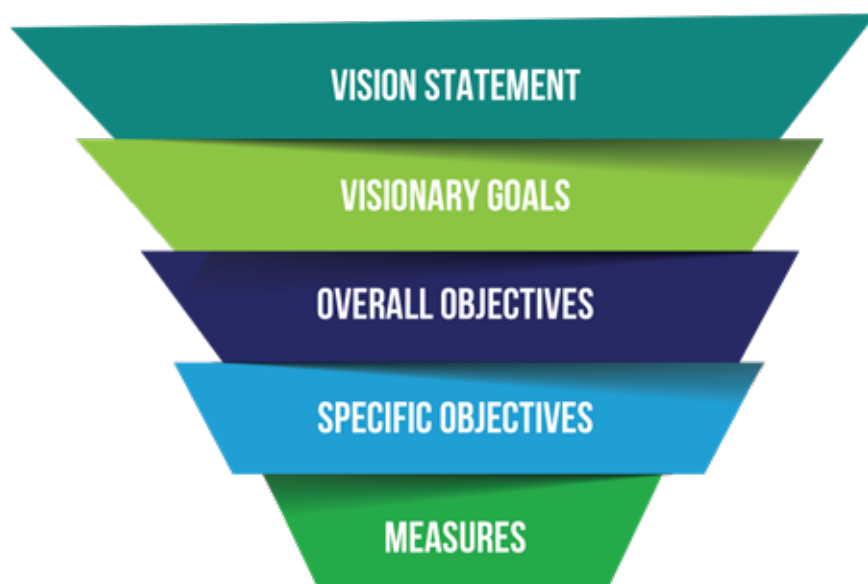 VISION STATEMENT
VISIONARY GOALS
OVERALL OBJECTIVES
SPECIFIC OBJECTIVES
MEASURES